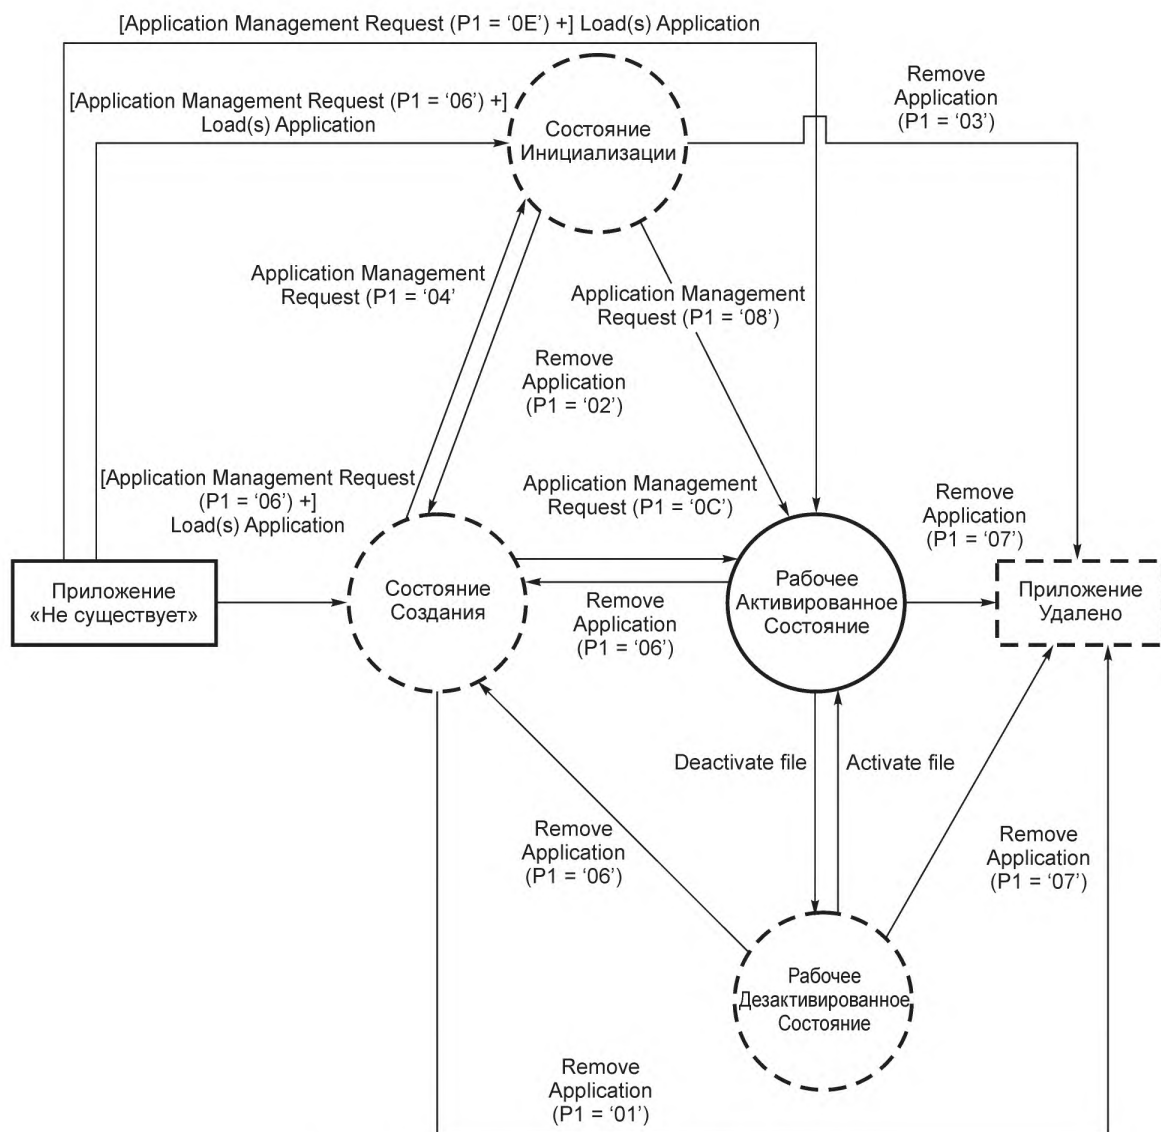 [Application Management Request (P1 = ‘0E’) +] Load(s) Application
Remove
Application
(P1 = ‘03’)
[Application Management Request (P1 = ‘06’) +]
Load(s) Application
Состояние
Инициализации
Application Management
Request (P1 = ‘04’
Application Management
Request (P1 = ‘08’)
Remove
Application
(P1 = ‘02’)
[Application Management Request
(P1 = ‘06’) +]
Load(s) Application
Application Management
Request (P1 = ‘0C’)
Remove
Application
(P1 = ‘07’)
Приложение
«Не существует»
Состояние
Создания
Remove
Application
(P1 = ‘06’)
Рабочее
Активированное
Состояние
Приложение
Удалено
Deactivate file
Activate file
Remove
Application
(P1 = ‘06’)
Remove
Application
(P1 = ‘07’)
Рабочее
Дезактивированное
Состояние
Remove
Application
(P1 = ‘01’)